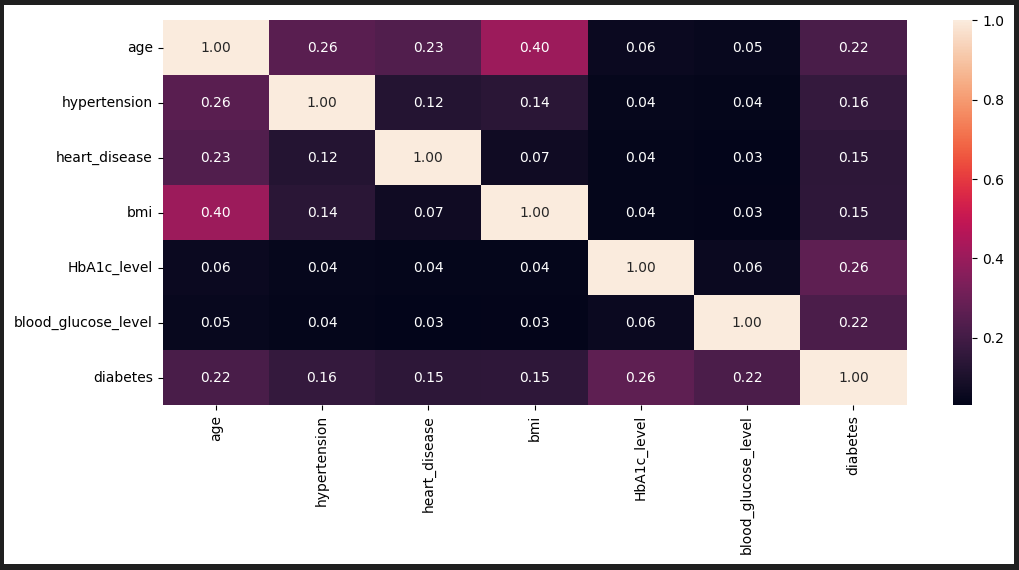 age 1.00 0.26 0.23 0.40 0.06 0.05 0.22
hypertension 0.26 1.00 0.12 0.14 0.04 0.04 0.16
heart_disease 0.23 0.12 1.00 0.07 0.04 0.03 0.15
bmi 0.40 0.14 0.07 1.00 0.04 0.03 0.15
HbA1c_level 0.06 0.04 0.04 0.04 1.00 0.06 0.26
blood_glucose_level 0.05 0.04 0.03 0.03 0.06 1.00 0.22
diabetes 0.22 0.16 0.15 0.15 0.26 0.22 1.00
age
hypertension
heart_disease
bmi
HbA1c_level
blood_glucose_level
diabetes
1.0
0.8
0.6
0.4
0.2